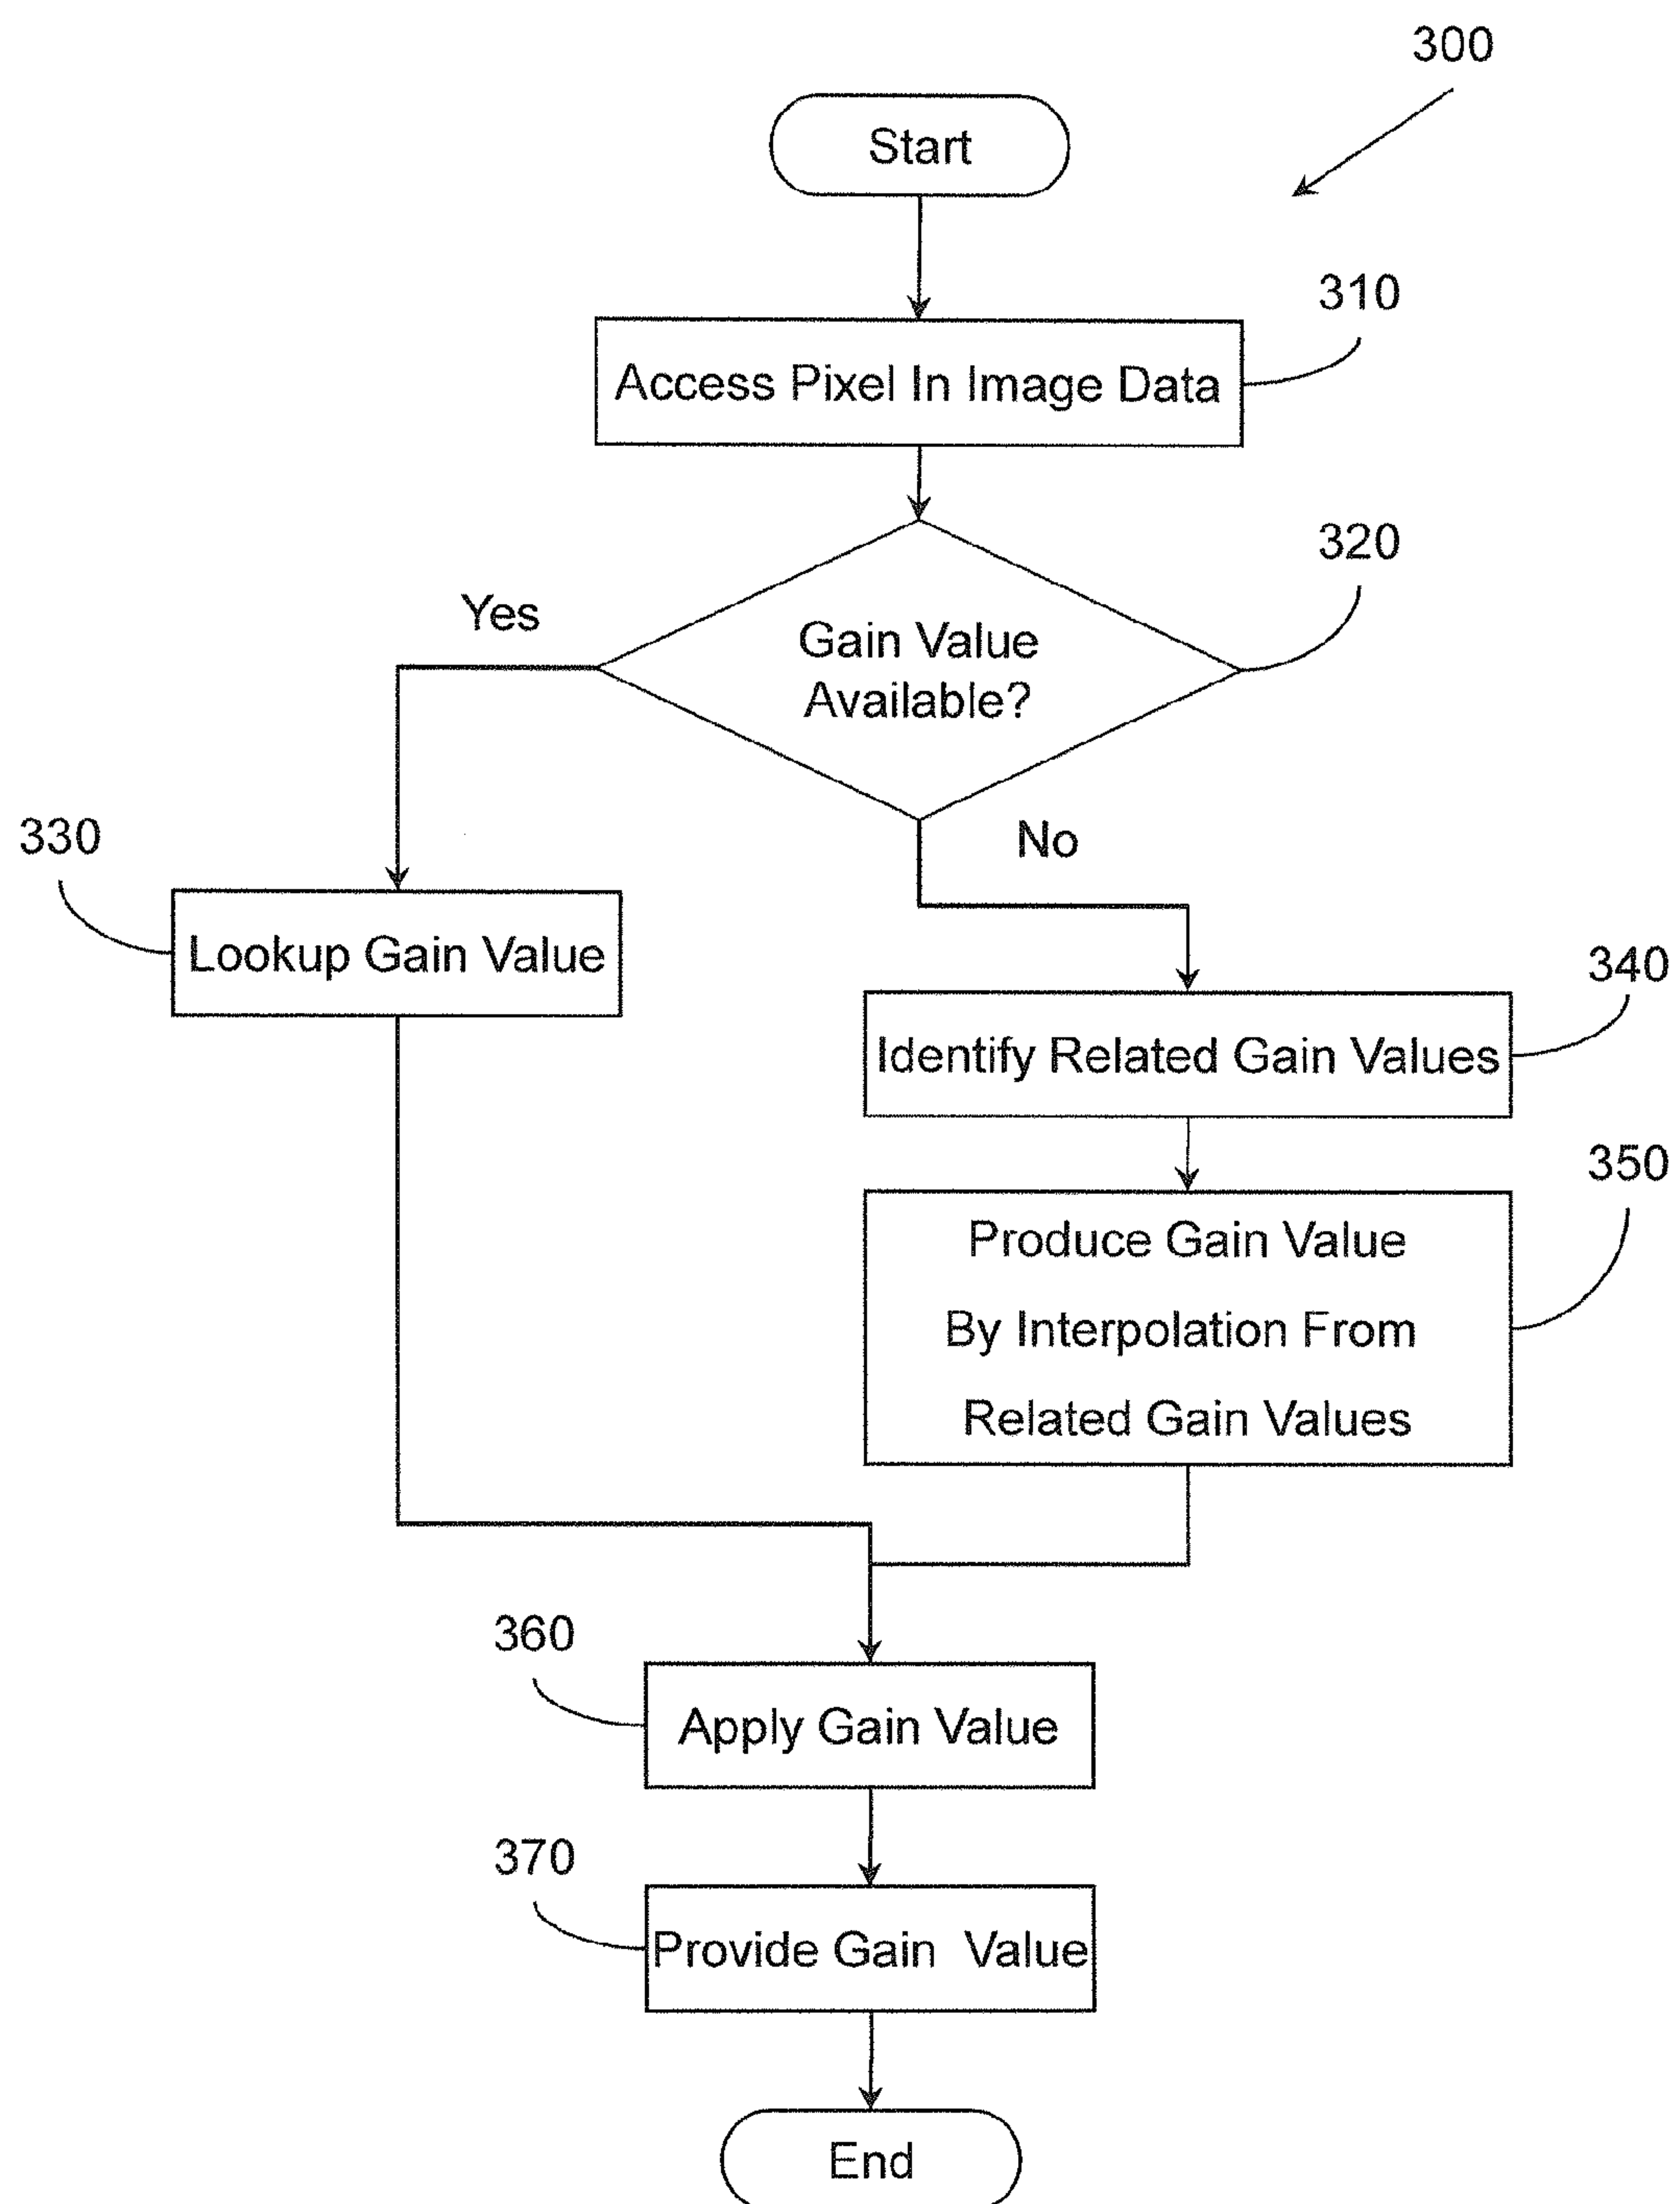 300
Start
310
Access Pixel In Image Data
320
Gain Value
Available?
Yes
No
330
Lookup Gain Value
340
Identify Related Gain Values
350
Produce Gain Value
By Interpolation From
Related Gain Values
360
Apply Gain Value
370
Provide Gain Value
End